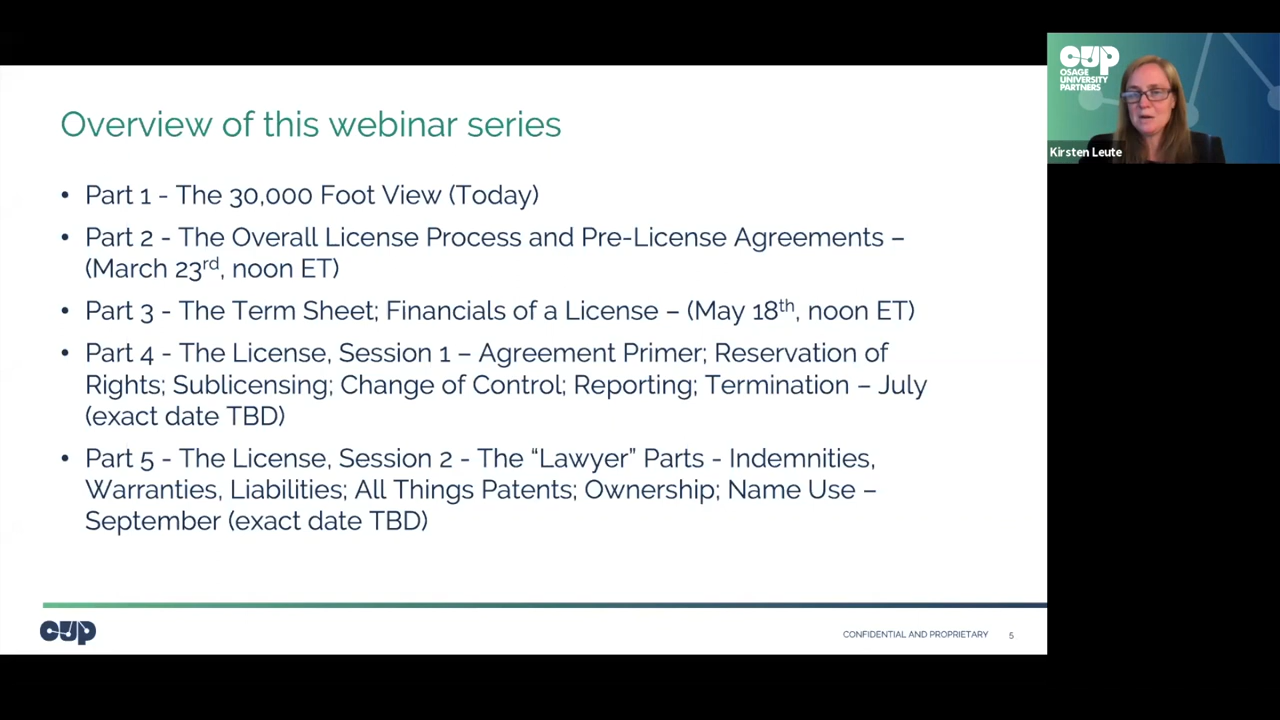 Overview of this webinar series
• Part 1 - The 30,000 Foot View (Today)
• Part 2 - The Overall License Process and Pre-License Agreements –
(March 23rd, noon ET)
• Part 3 - The Term Sheet; Financials of a License – (May 18th, noon ET)
• Part 4 - The License, Session 1 – Agreement Primer; Reservation of
Rights; Sublicensing; Change of Control; Reporting; Termination – July
(exact date TBD)
• Part 5 - The License, Session 2 - The “Lawyer” Parts - Indemnities,
Warranties, Liabilities; All Things Patents; Ownership; Name Use –
September (exact date TBD)
OUP
CONFIDENTIAL AND PROPRIETARY 5
OUP
OSAGE
UNIVERSITY
PARTNERS
Kirsten Leute